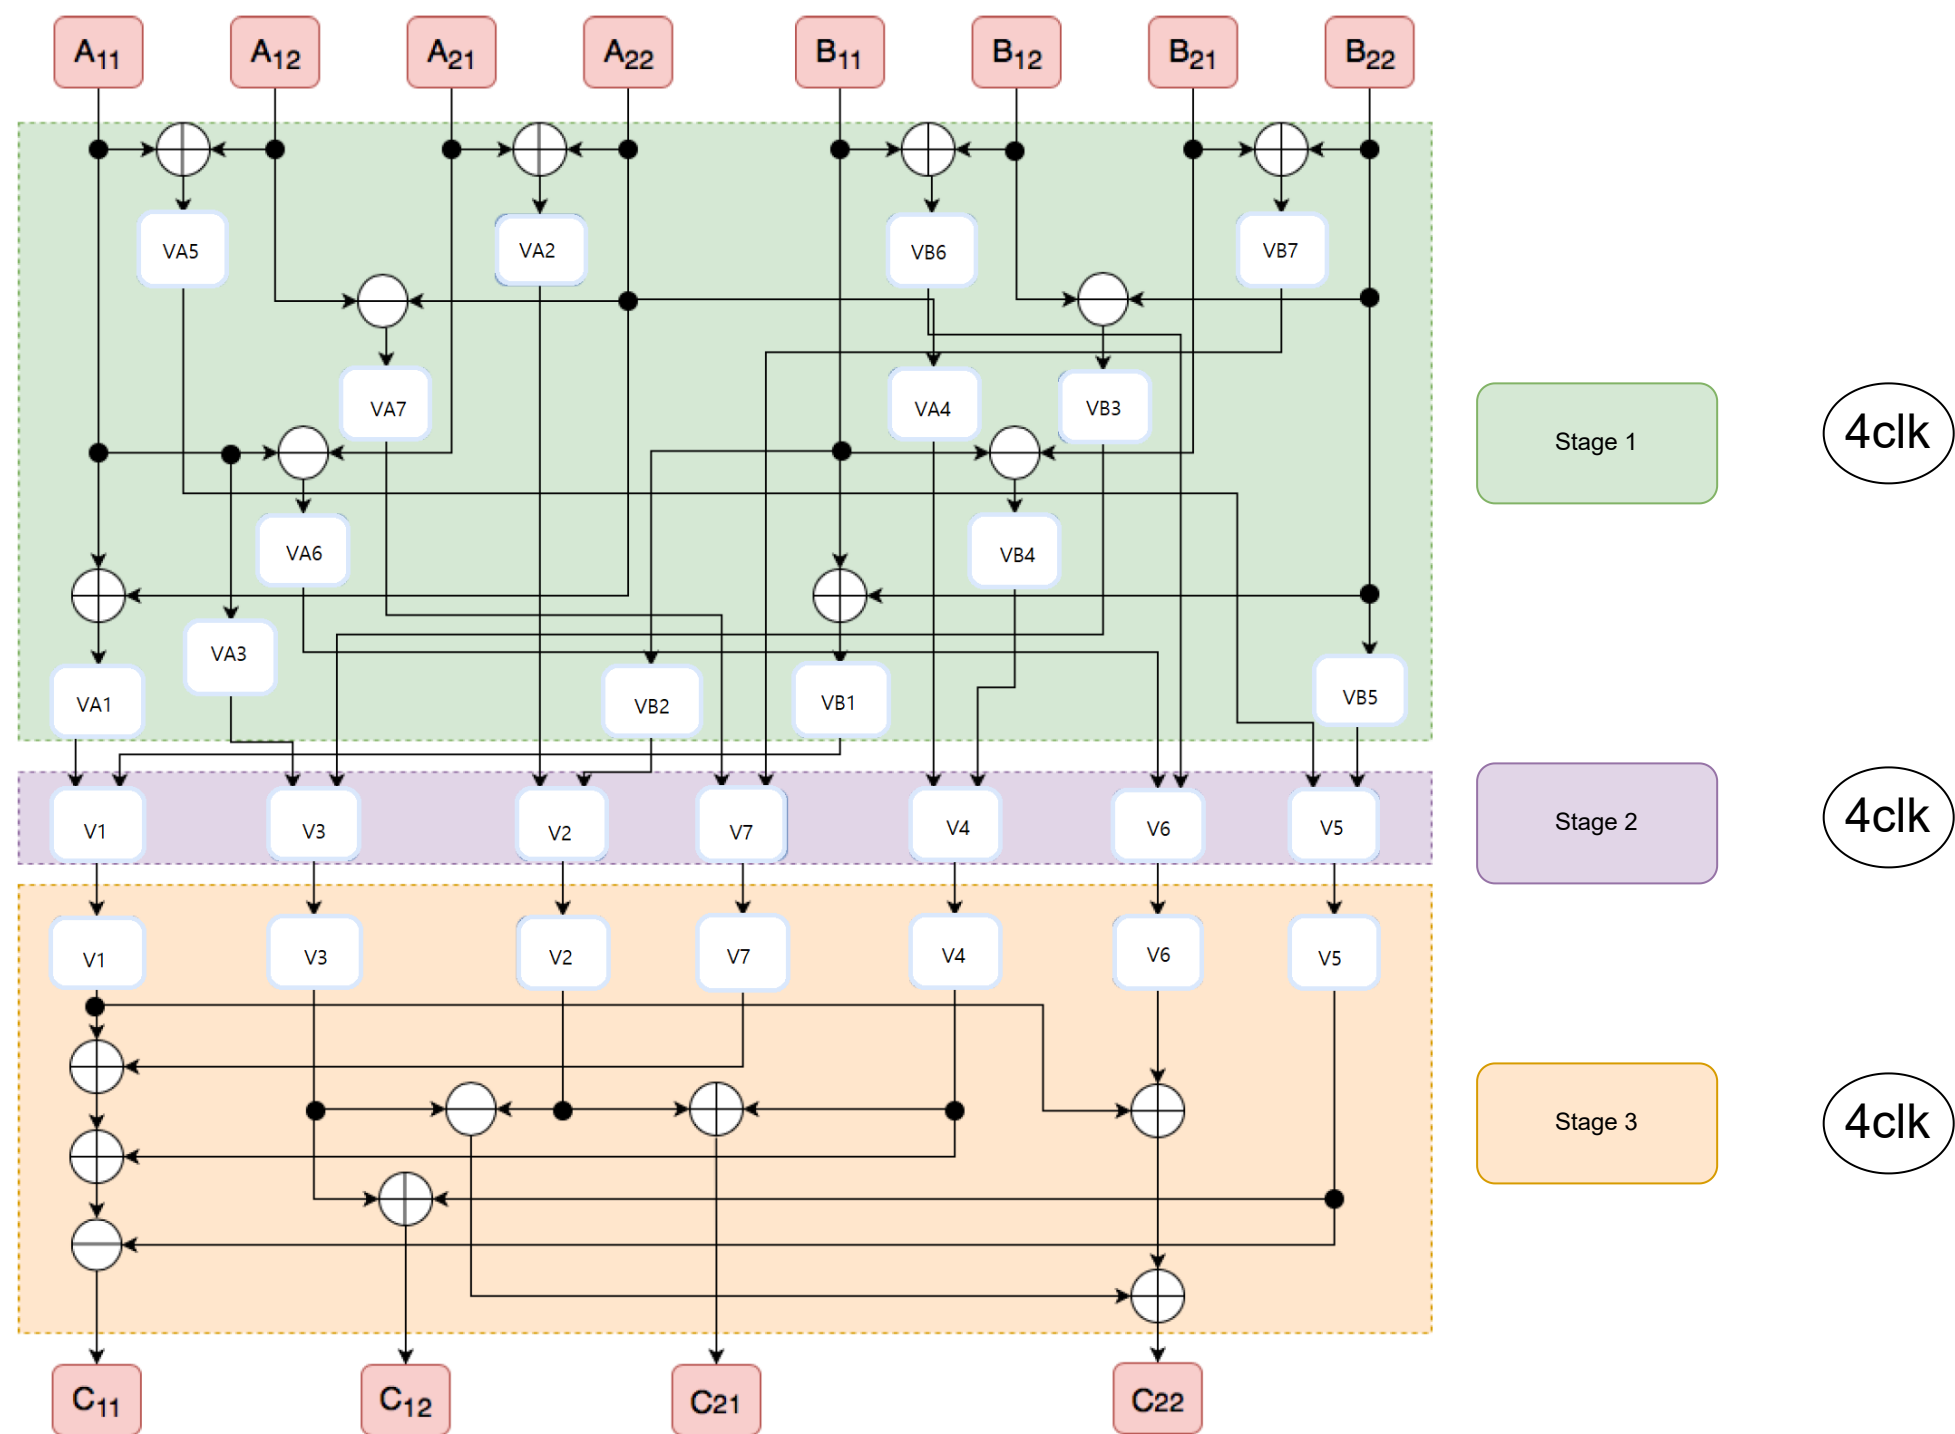 A11 A12 A21 A22 B11 B12 B21 B22
VA5 VA2 VB6 VB7
VA7 VA4 VB3
Stage 1 4clk
VA6 VB4
VA3
VA1 VB2 VB1 VB5
V1 V3 V2 V7 V4 V6 V5
Stage 2 4clk
V1 V3 V2 V7 V4 V6 V5
Stage 3 4clk
C11 C12 C21 C22